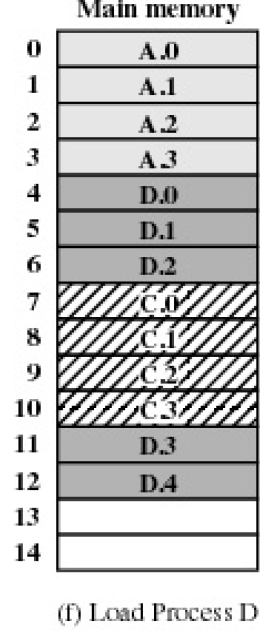 Main memory
0 A.0
1 A.1
2 A.2
3 A.3
4 D.0
5 D.1
6 D.2
7 C.0
8 C.1
9 C.2
10 C.3
11 D.3
12 D.4
13
14
(f) Load Process D